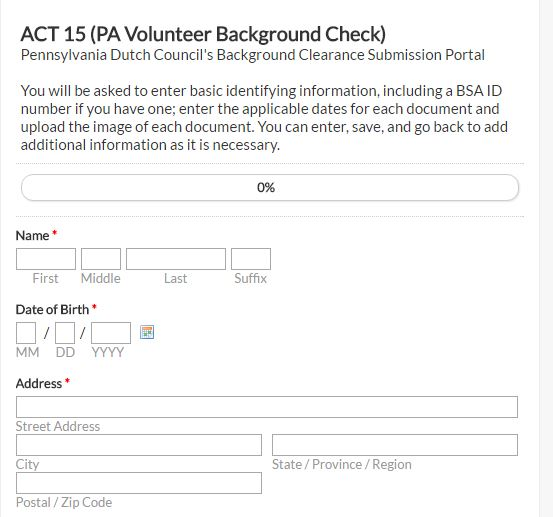 ACT 15 (PA Volunteer Background Check)
Pennsylvania Dutch Council's Background Clearance Submission Portal
You will be asked to enter basic identifying information, including a BSA ID
number if you have one; enter the applicable dates for each document and
upload the image of each document. You can enter, save, and go back to add
additional information as it is necessary.
0%
Name *
First Middle Last Suffix
Date of Birth *
/ /
MM DD YYYY
Address *
Street Address
City State / Province / Region
Postal / Zip Code